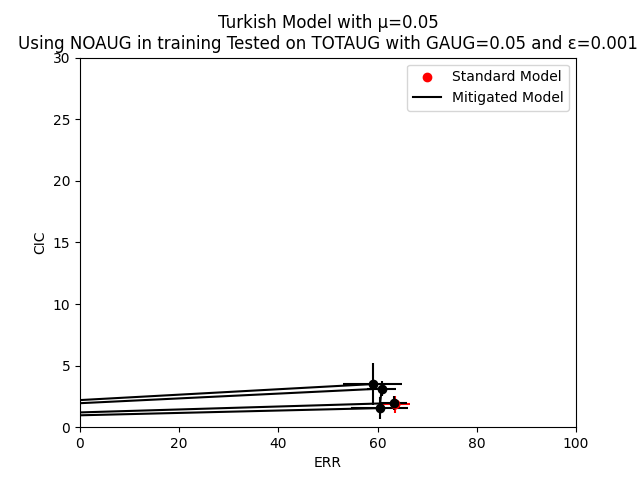 Turkish Model with μ=0.05
Using NOAUG in training Tested on TOTAUG with GAUG=0.05 and ε=0.001
Standard Model
Mitigated Model
30
25
20
15
10
5
0
CIC
0 20 40 60 80 100
ERR